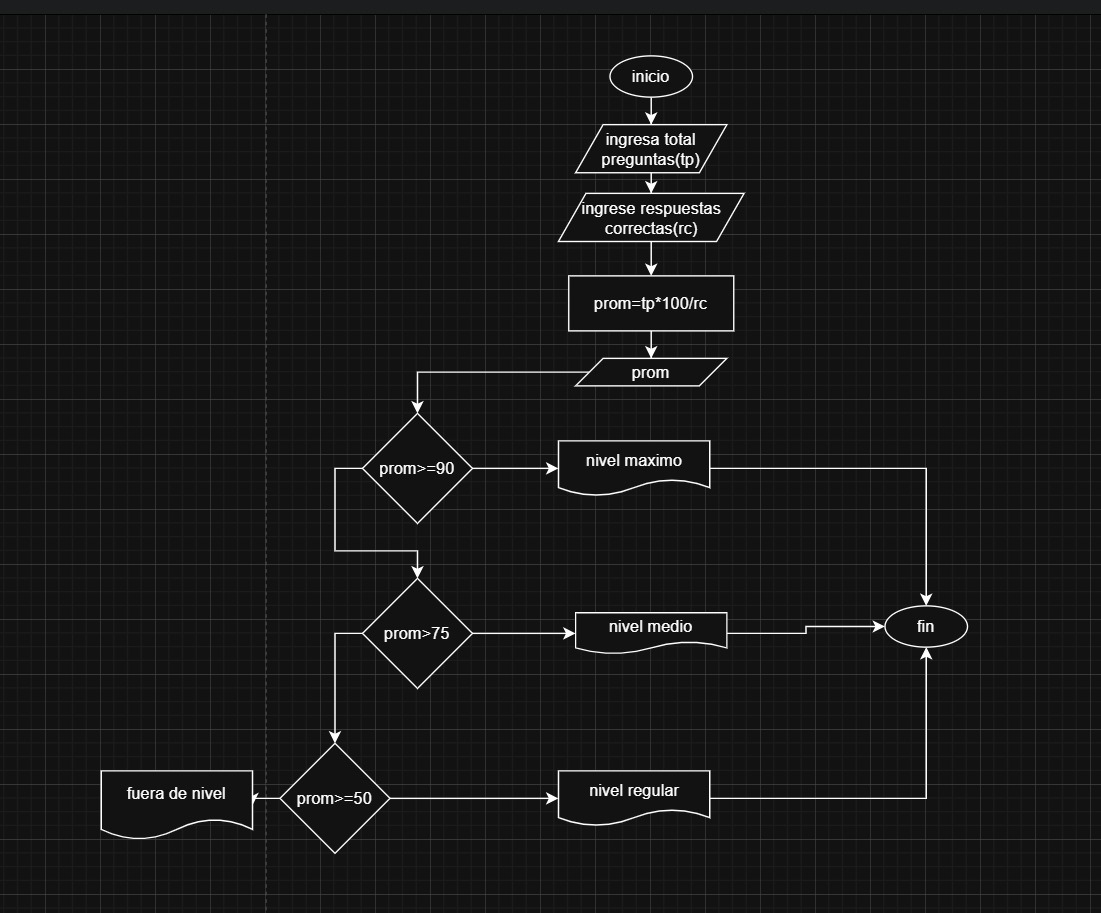 inicio
ingresa total
preguntas(tp)
ingrese respuestas
correctas(rc)
prom=tp*100/rc
prom
prom>=90
nivel maximo
prom>75
nivel medio
fin
fuera de nivel
prom>=50
nivel regular